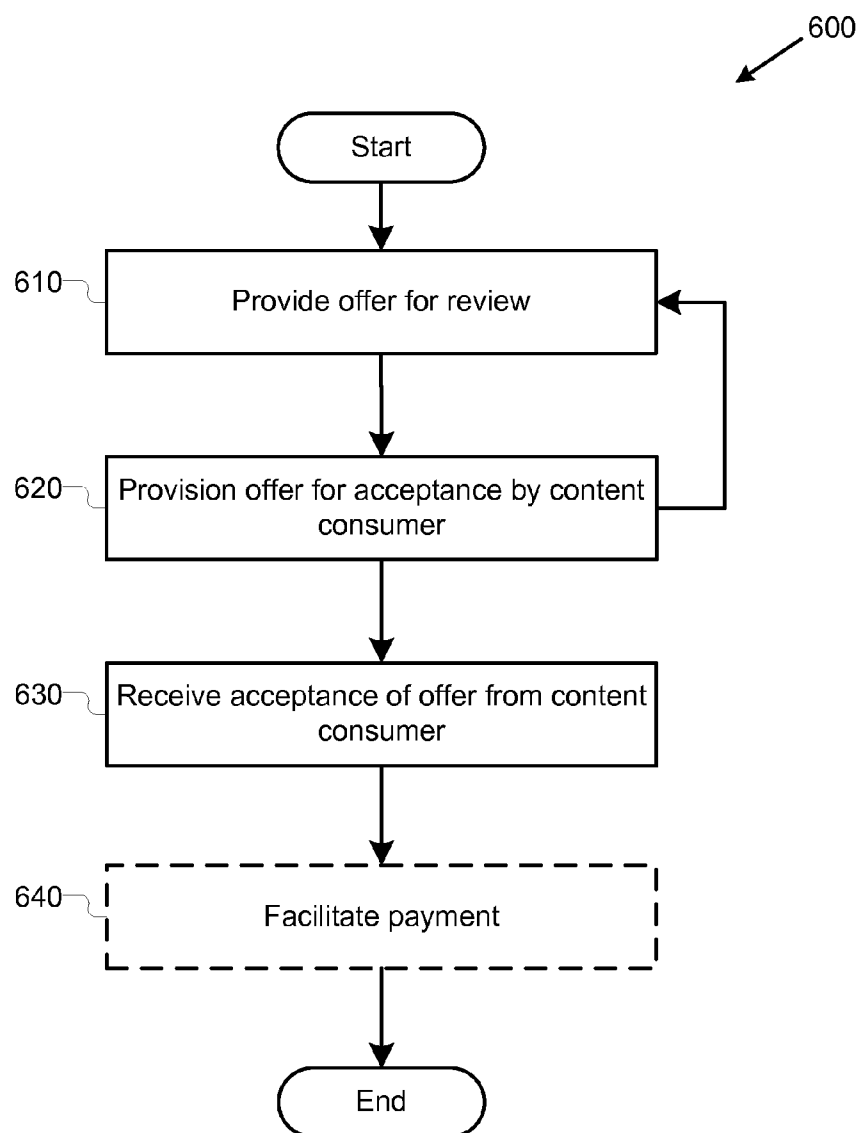 600
Start
610
Provide offer for review
620
Provision offer for acceptance by content
consumer
630
Receive acceptance of offer from content
consumer
640
Facilitate payment
End